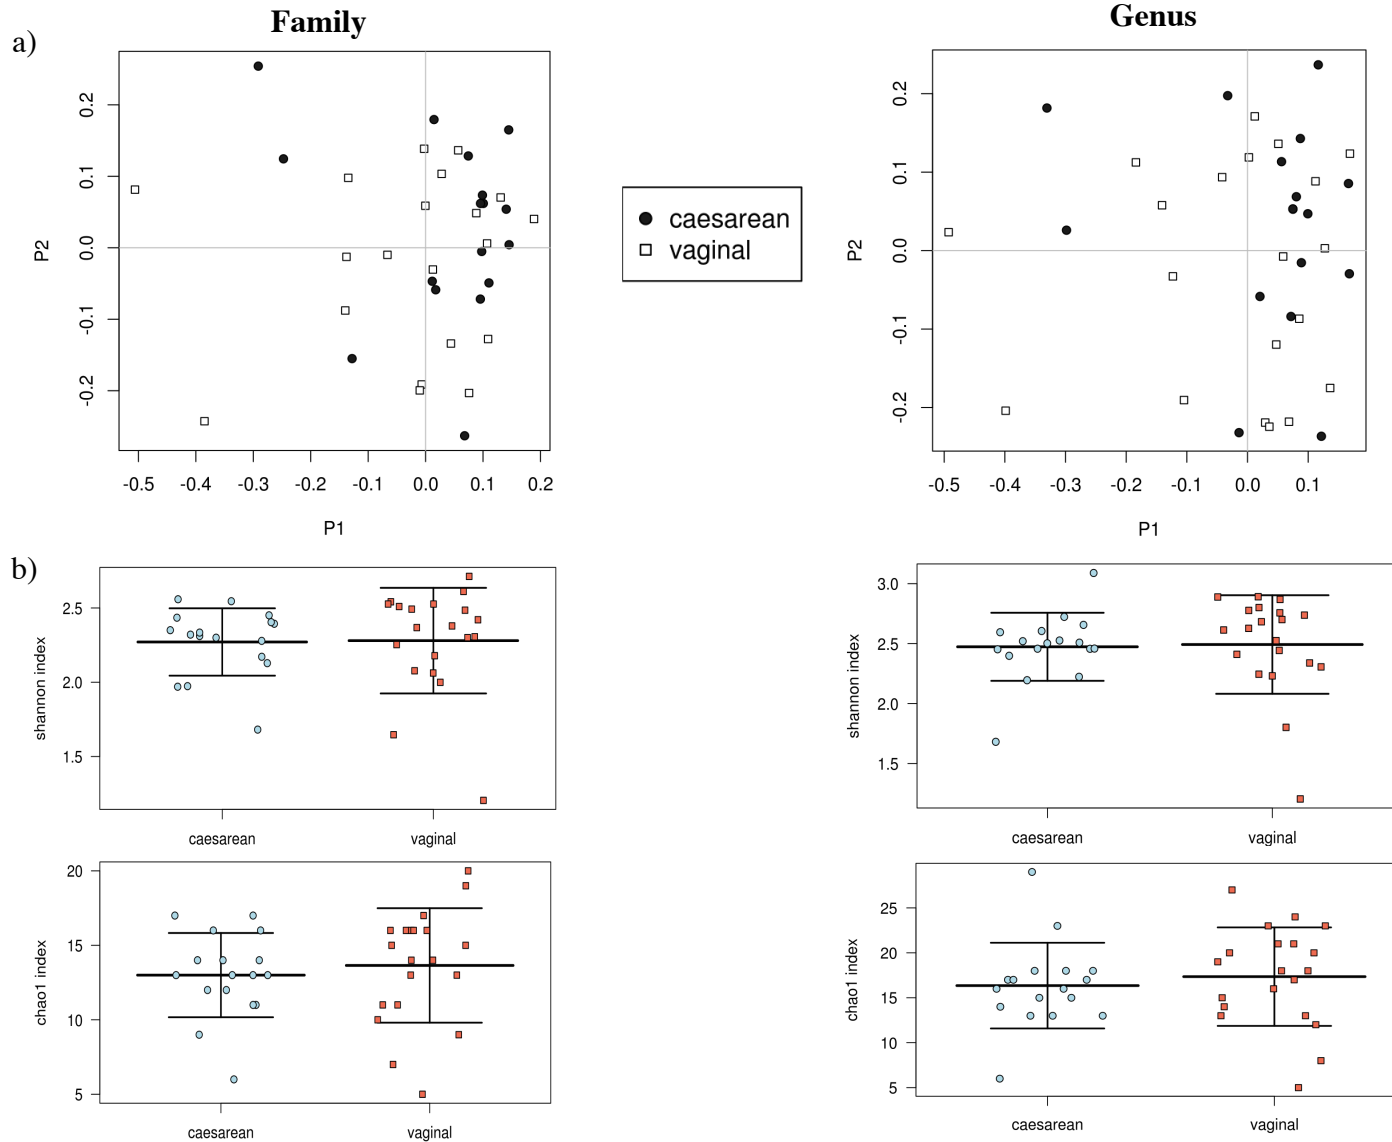 Family
Genus
a)
P2
0.2
0.1
0.0
-0.1
-0.2
-0.5
-0.4
-0.3
-0.2
-0.1
0.0
0.1
0.2
P1
caesarean
vaginal
P2
0.2
0.1
0.0
-0.1
-0.2
-0.5
-0.4
-0.3
-0.2
-0.1
0.0
0.1
P1
b)
shannon index
2.5
2.0
1.5
caesarean
vaginal
shannon index
3.0
2.5
2.0
1.5
caesarean
vaginal
chao1 index
20
15
10
5
caesarean
vaginal
chao1 index
25
20
15
10
5
caesarean
vaginal